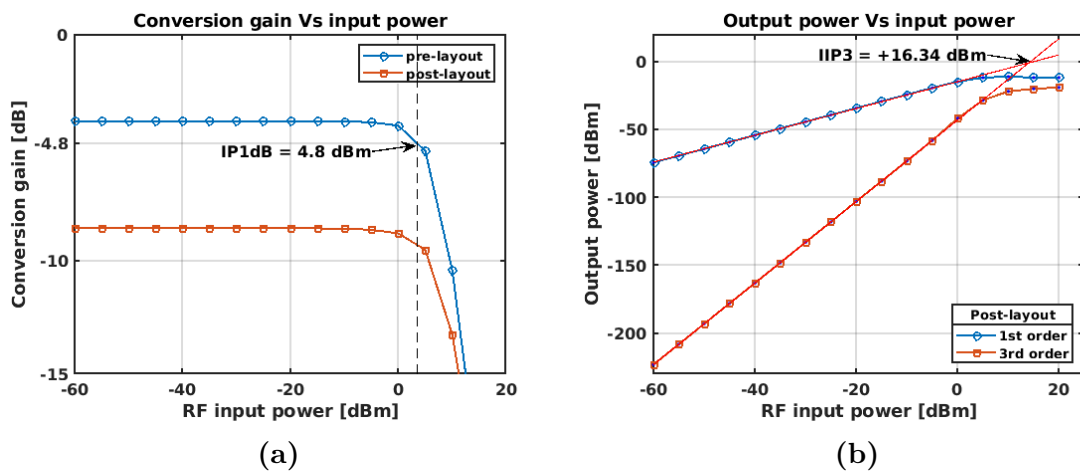 Conversion gain Vs input power
0
-4.8
-10
-15
Conversion gain [dB]
pre-layout
post-layout
IP1dB = 4.8 dBm
-60
-40
-20
0
20
RF input power [dBm]
(a)
Output power Vs input power
0
-50
-100
-150
-200
Output power [dBm]
IIP3 = +16.34 dBm
Post-layout
1st order
3rd order
-60
-40
-20
0
20
RF input power [dBm]
(b)